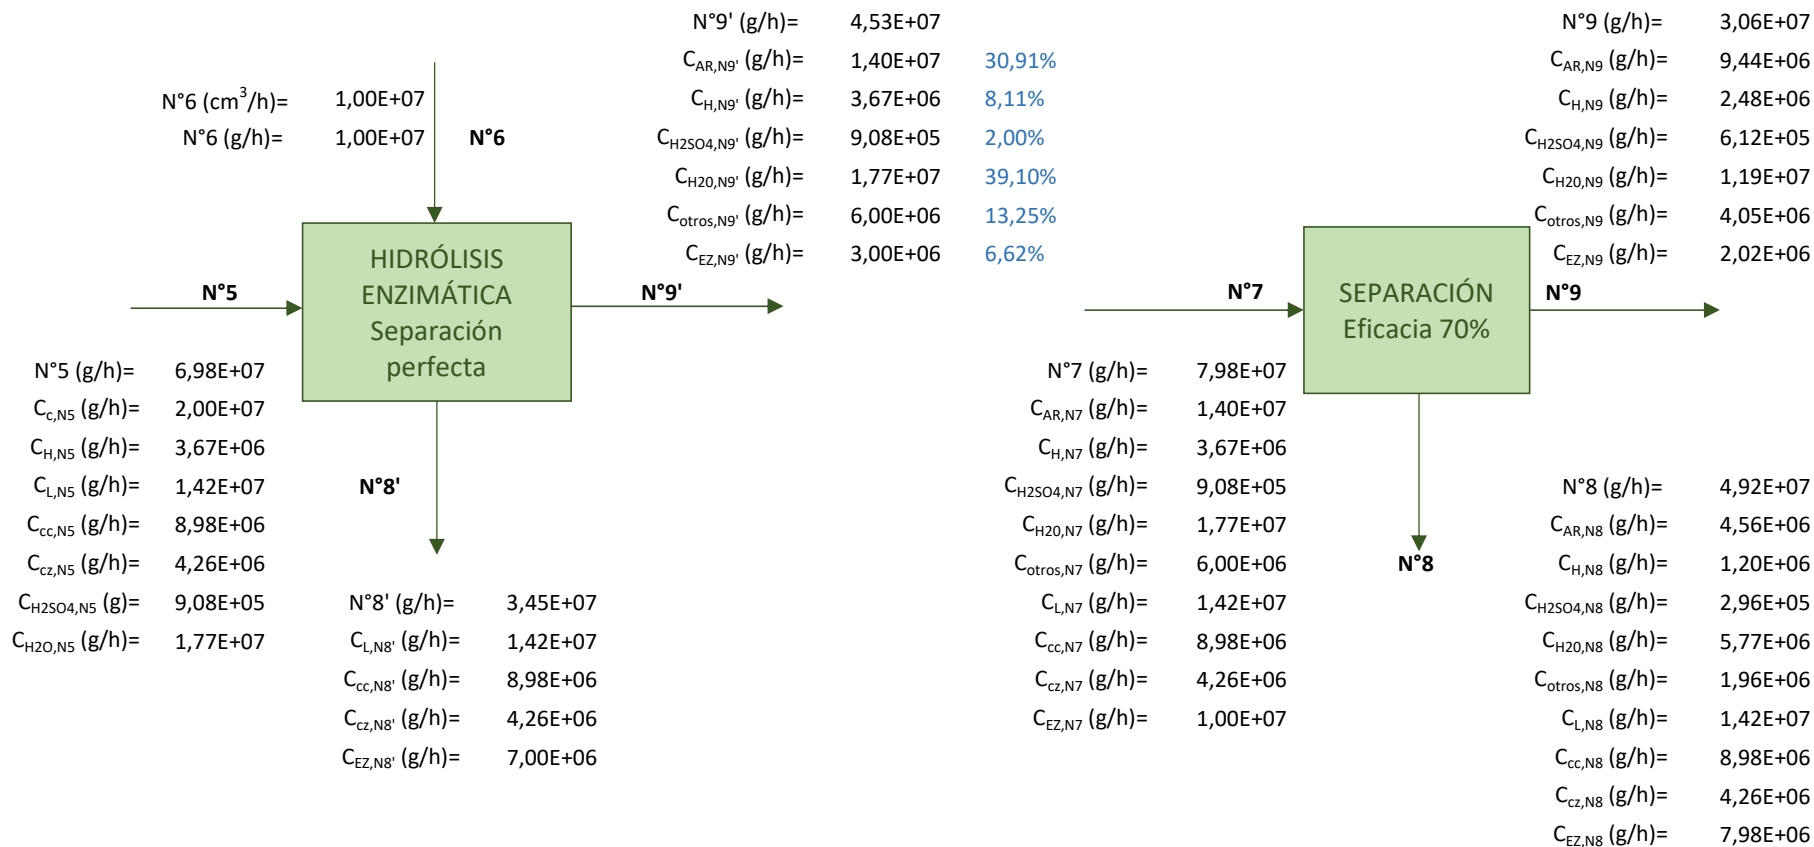 N°6 (cm³/h)= 1,00E+07
N°6 (g/h)= 1,00E+07
N°6
N°9' (g/h)= 4,53E+07
C_AR,N9' (g/h)= 1,40E+07 30,91%
C_H,N9' (g/h)= 3,67E+06 8,11%
C_H2SO4,N9' (g/h)= 9,08E+05 2,00%
C_H20,N9' (g/h)= 1,77E+07 39,10%
C_otros,N9' (g/h)= 6,00E+06 13,25%
C_EZ,N9' (g/h)= 3,00E+06 6,62%
N°5
HIDRÓLISIS
ENZIMÁTICA
Separación
perfecta
N°9'
N°5 (g/h)= 6,98E+07
C_c,N5 (g/h)= 2,00E+07
C_H,N5 (g/h)= 3,67E+06
C_L,N5 (g/h)= 1,42E+07
C_cc,N5 (g/h)= 8,98E+06
C_cz,N5 (g/h)= 4,26E+06
C_H2SO4,N5 (g)= 9,08E+05
C_H2O,N5 (g/h)= 1,77E+07
N°8'
N°8' (g/h)= 3,45E+07
C_L,N8' (g/h)= 1,42E+07
C_cc,N8' (g/h)= 8,98E+06
C_cz,N8' (g/h)= 4,26E+06
C_EZ,N8' (g/h)= 7,00E+06
N°9 (g/h)= 3,06E+07
C_AR,N9 (g/h)= 9,44E+06
C_H,N9 (g/h)= 2,48E+06
C_H2SO4,N9 (g/h)= 6,12E+05
C_H20,N9 (g/h)= 1,19E+07
C_otros,N9 (g/h)= 4,05E+06
C_EZ,N9 (g/h)= 2,02E+06
N°7
SEPARACIÓN
Eficacia 70%
N°9
N°7 (g/h)= 7,98E+07
C_AR,N7 (g/h)= 1,40E+07
C_H,N7 (g/h)= 3,67E+06
C_H2SO4,N7 (g/h)= 9,08E+05
C_H20,N7 (g/h)= 1,77E+07
C_otros,N7 (g/h)= 6,00E+06
C_L,N7 (g/h)= 1,42E+07
C_cc,N7 (g/h)= 8,98E+06
C_cz,N7 (g/h)= 4,26E+06
C_EZ,N7 (g/h)= 1,00E+07
N°8
N°8 (g/h)= 4,92E+07
C_AR,N8 (g/h)= 4,56E+06
C_H,N8 (g/h)= 1,20E+06
C_H2SO4,N8 (g/h)= 2,96E+05
C_H20,N8 (g/h)= 5,77E+06
C_otros,N8 (g/h)= 1,96E+06
C_L,N8 (g/h)= 1,42E+07
C_cc,N8 (g/h)= 8,98E+06
C_cz,N8 (g/h)= 4,26E+06
C_EZ,N8 (g/h)= 7,98E+06